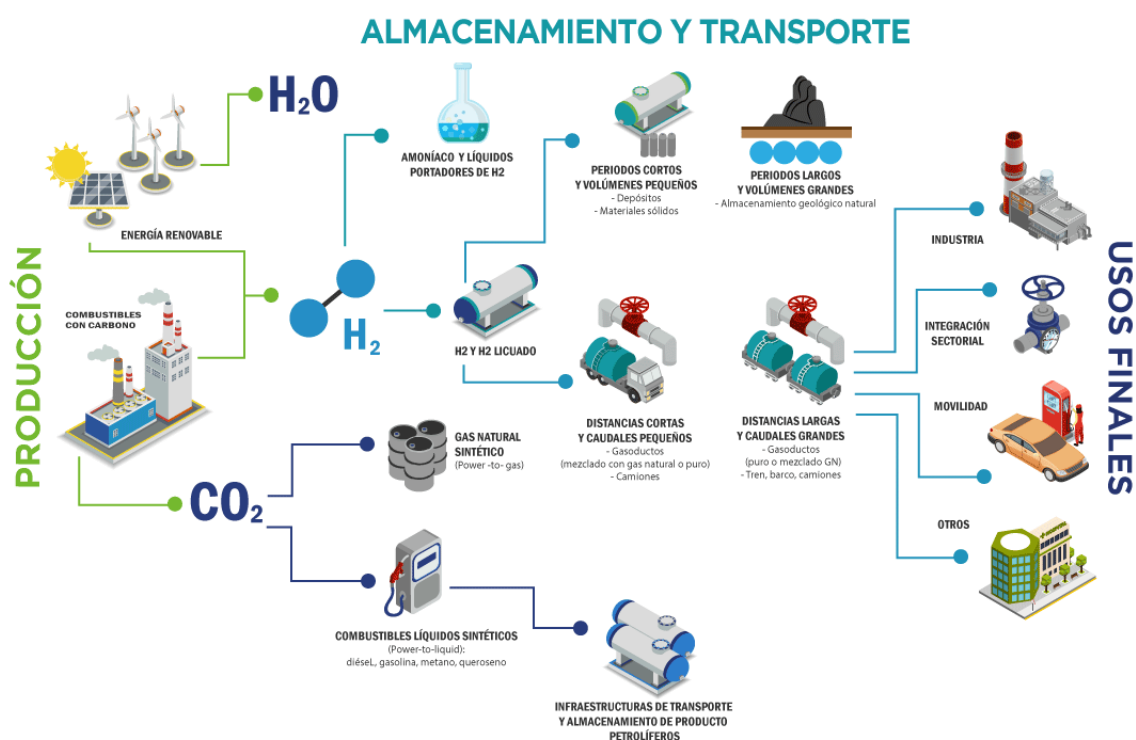 ALMACENAMIENTO Y TRANSPORTE
PRODUCCIÓN
H2O
ENERGÍA RENOVABLE
COMBUSTIBLES
CON CARBONO
H2
CO2
AMONÍACO Y LÍQUIDOS
PORTADORES DE H2
H2 Y H2 LICUADO
PERIODOS CORTOS
Y VOLÚMENES PEQUEÑOS
- Depósitos
- Materiales sólidos
PERIODOS LARGOS
Y VOLÚMENES GRANDES
- Almacenamiento geológico natural
DISTANCIAS CORTAS
Y CAUDALES PEQUEÑOS
- Gasoductos
(mezclado con gas natural o puro)
- Camiones
DISTANCIAS LARGAS
Y CAUDALES GRANDES
- Gasoductos
(puro o mezclado GN)
- Tren, barco, camiones
GAS NATURAL
SINTÉTICO
(Power -to- gas)
COMBUSTIBLES LÍQUIDOS SINTÉTICOS
(Power-to-liquid):
diéseL, gasolina, metano, queroseno
INFRAESTRUCTURAS DE TRANSPORTE
Y ALMACENAMIENTO DE PRODUCTO
PETROLÍFEROS
USOS FINALES
INDUSTRIA
INTEGRACIÓN
SECTORIAL
MOVILIDAD
OTROS